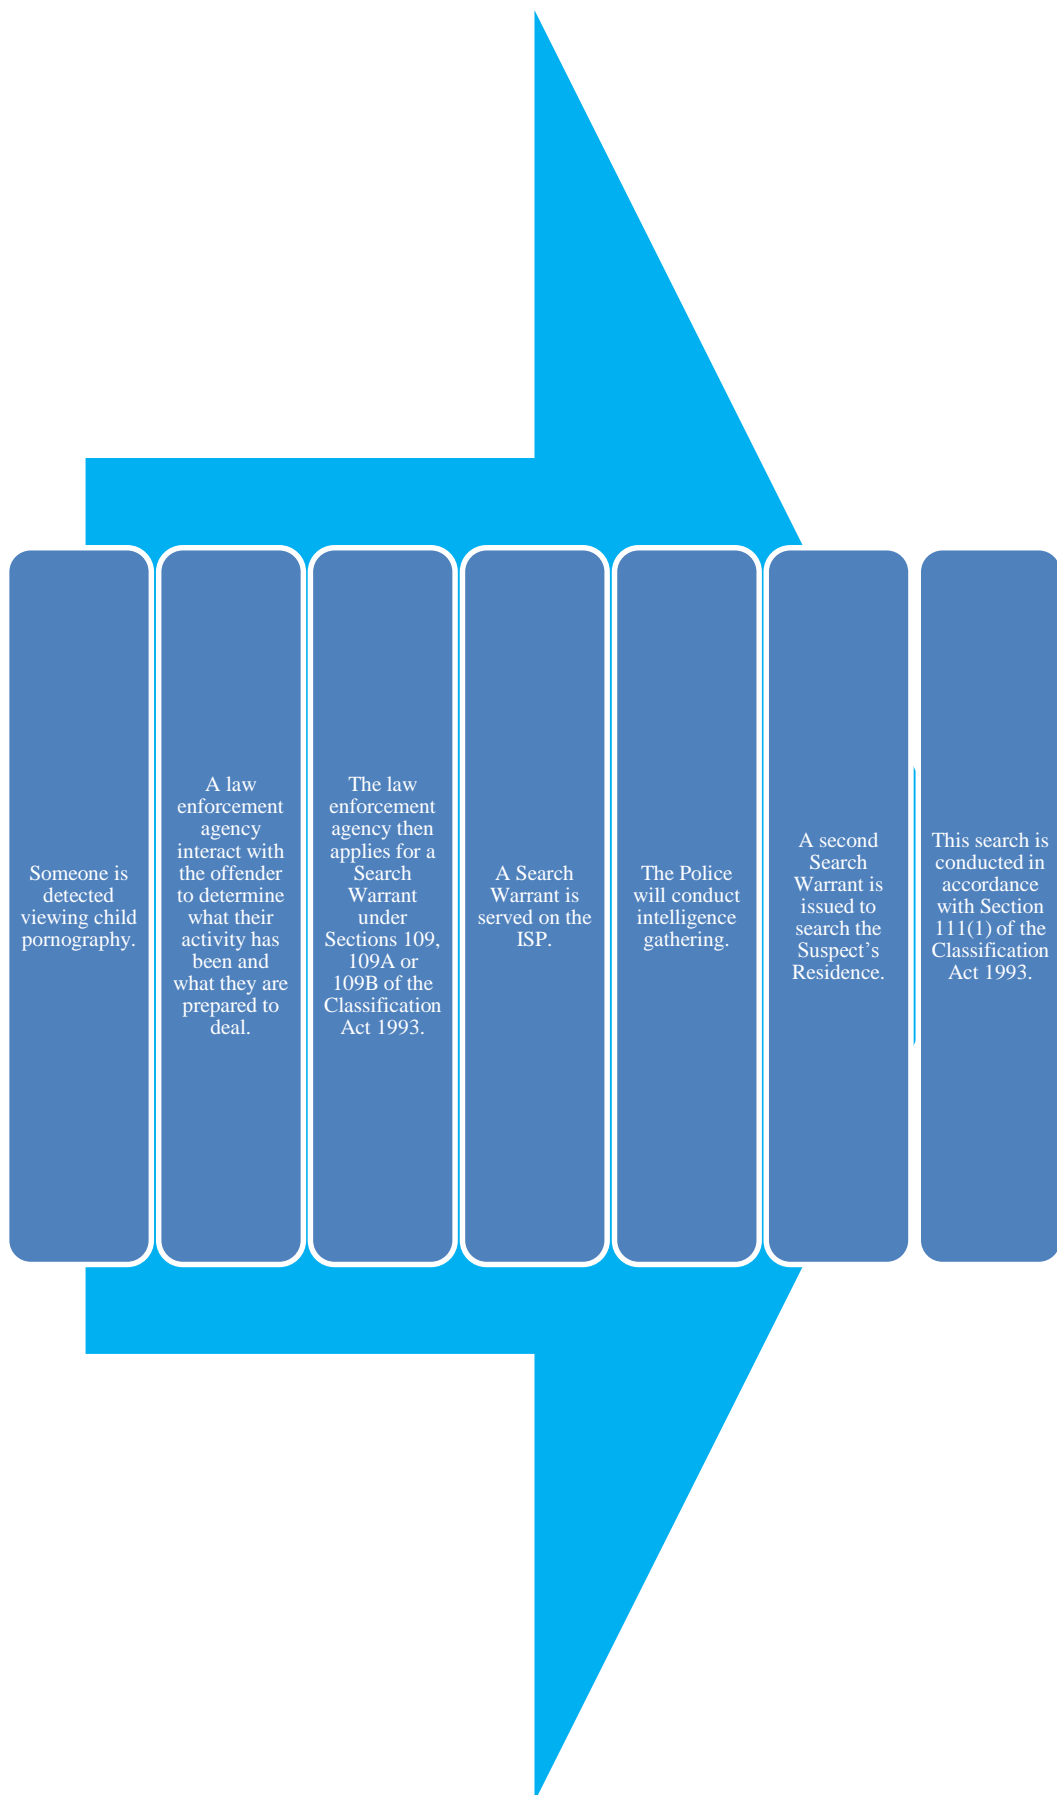 Someone is
detected
viewing child
pornography.
A law
enforcement
agency
interact with
the offender
to determine
what their
activity has
been and
what they are
prepared to
deal.
The law
enforcement
agency then
applies for a
Search
Warrant
under
Sections 109,
109A or
109B of the
Classification
Act 1993.
A Search
Warrant is
served on the
ISP.
The Police
will conduct
intelligence
gathering.
A second
Search
Warrant is
issued to
search the
Suspect’s
Residence.
This search is
conducted in
accordance
with Section
111(1) of the
Classification
Act 1993.